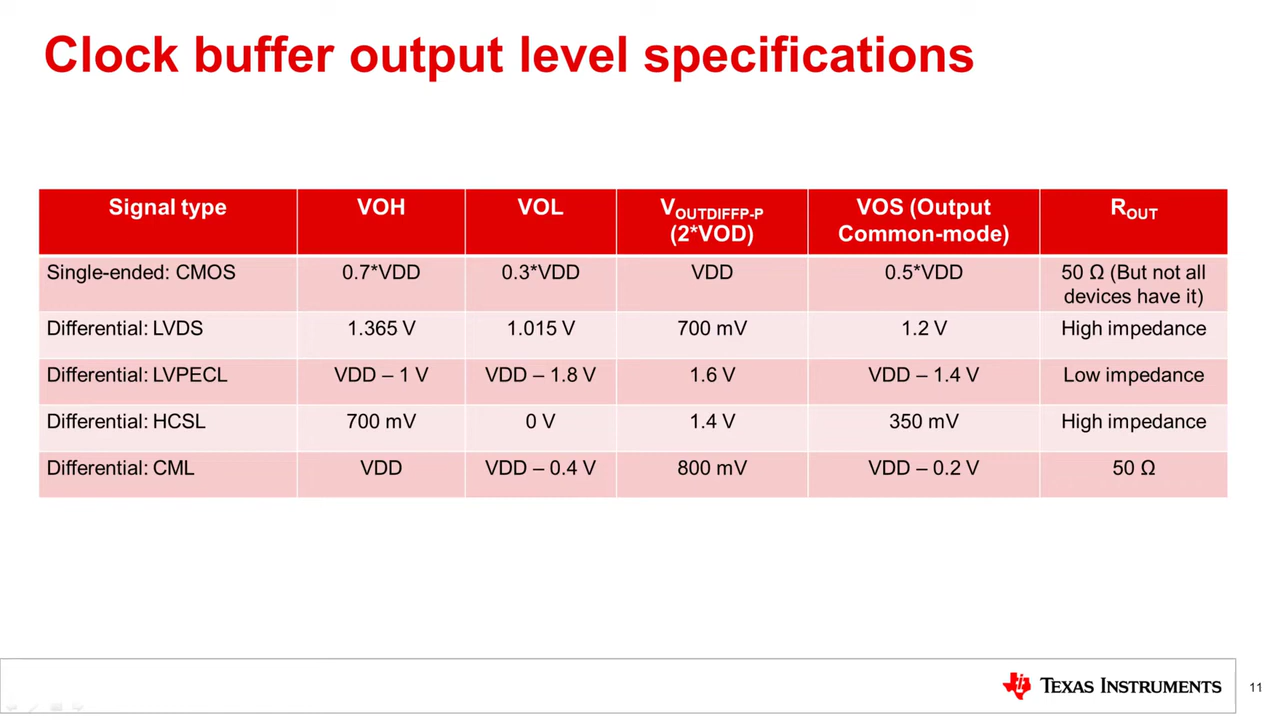 Clock buffer output level specifications
Signal type VOH VOL VOUTDIFFP-P (2*VOD) VOS (Output Common-mode) ROUT
Single-ended: CMOS 0.7*VDD 0.3*VDD VDD 0.5*VDD 50 Ω (But not all devices have it)
Differential: LVDS 1.365 V 1.015 V 700 mV 1.2 V High impedance
Differential: LVPECL VDD – 1 V VDD – 1.8 V 1.6 V VDD – 1.4 V Low impedance
Differential: HCSL 700 mV 0 V 1.4 V 350 mV High impedance
Differential: CML VDD VDD – 0.4 V 800 mV VDD – 0.2 V 50 Ω
TEXAS INSTRUMENTS
11